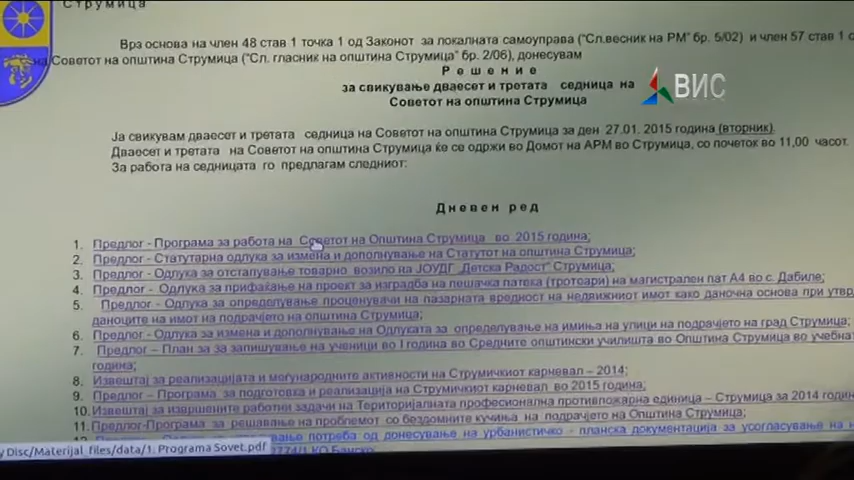 Струмица
Врз основа на член 48 став 1 точка 1 од Законот за локалната самоуправа ("Сл.весник на РМ" бр. 5/02) и член 57 став 1
на Советот на општина Струмица ("Сл. гласник на општина Струмица" бр. 2/06), донесувам
Р е ш е н и е
за свикување дваесет и третата седница на
Советот на општина Струмица
ВИС
Ја свикувам дваесет и третата седница на Советот на општина Струмица за ден 27.01. 2015 година (вторник).
Дваесет и третата на Советот на општина Струмица ќе се одржи во Домот на АРМ во Струмица, со почеток во 11,00 часот.
За работа на седницата го предлагам следниот:
Д н е в е н р е д
1. Предлог - Програма за работа на Советот на Општина Струмица во 2015 година;
2. Предлог - Статутарна одлука за измена и дополнување на Статутот на општина Струмица;
3. Предлог - Одлука за отстапување товарно возило на ЈОУДГ „Детска Радост" Струмица;
4. Предлог - Одлука за прифаќање на проект за изградба на пешачка патека (тротоари) на магистрален пат А4 во с. Дабиле;
5. Предлог - Одлука за определување проценувачи на пазарната вредност на недвижниот имот како даночна основа при
даноците на имот на подрачјето на општина Струмица;
6. Предлог - Одлука за измена и дополнување на Одлуката за определување на имиња на улици на подрачјето на град Струмица;
7. Предлог – План за за запишување на ученици во I година во Средните општински училишта во Општина Струмица во
година;
8. Извештај за реализацијата и меѓународните активности на Струмичкиот карневал – 2014;
9. Предлог – Програма за подготовка и реализација на Струмичкиот карневал во 2015 година;
10. Извештај за извршените работни задачи на Територијалната професионална противпожарна единица – Струмица за 2014
11. Предлог-Програма за решавање на проблемот со бездомните кучиња на подрачјето на Општина Струмица;
потреба од донесување на урбанистичко - планска документација за усогласување на
Disc/Materijal_files/data/1. Programa Sovet.pdf